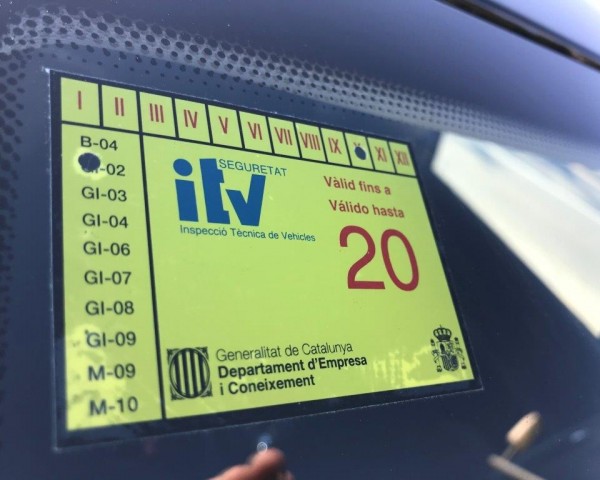 I II III IV V VI VII VIII IX X XI XII
B-04
GI-02
GI-03
GI-04
GI-06
GI-07
GI-08
GI-09
M-09
M-10
SEGURETAT
itv
Inspecció Tècnica de Vehicles
Vàlid fins a
Válido hasta
20
Generalitat de Catalunya
Departament d'Empresa
i Coneixement